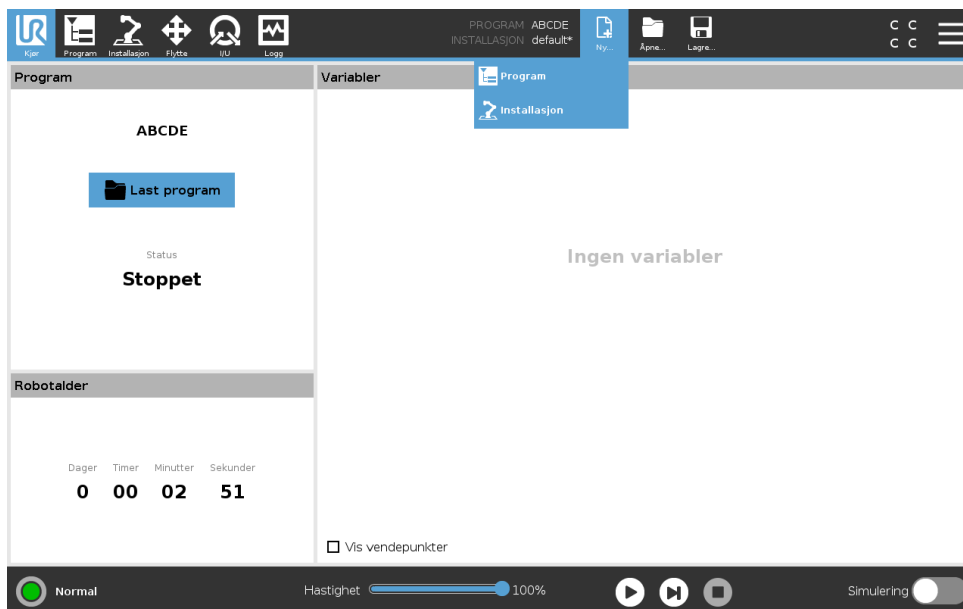 UR
Kjør
Program
Installasjon
Flytte
I/U
Logg
PROGRAM ABCDE
INSTALLASJON default*
Ny...
Åpne...
Lagre...
C C
C C
Program
Installasjon
Program
ABCDE
Last program
Status
Stoppet
Variabler
Ingen variabler
Vis vendepunkter
Robotalder
Dager Timer Minutter Sekunder
0 00 02 51
Normal
Hastighet 100%
Simulering